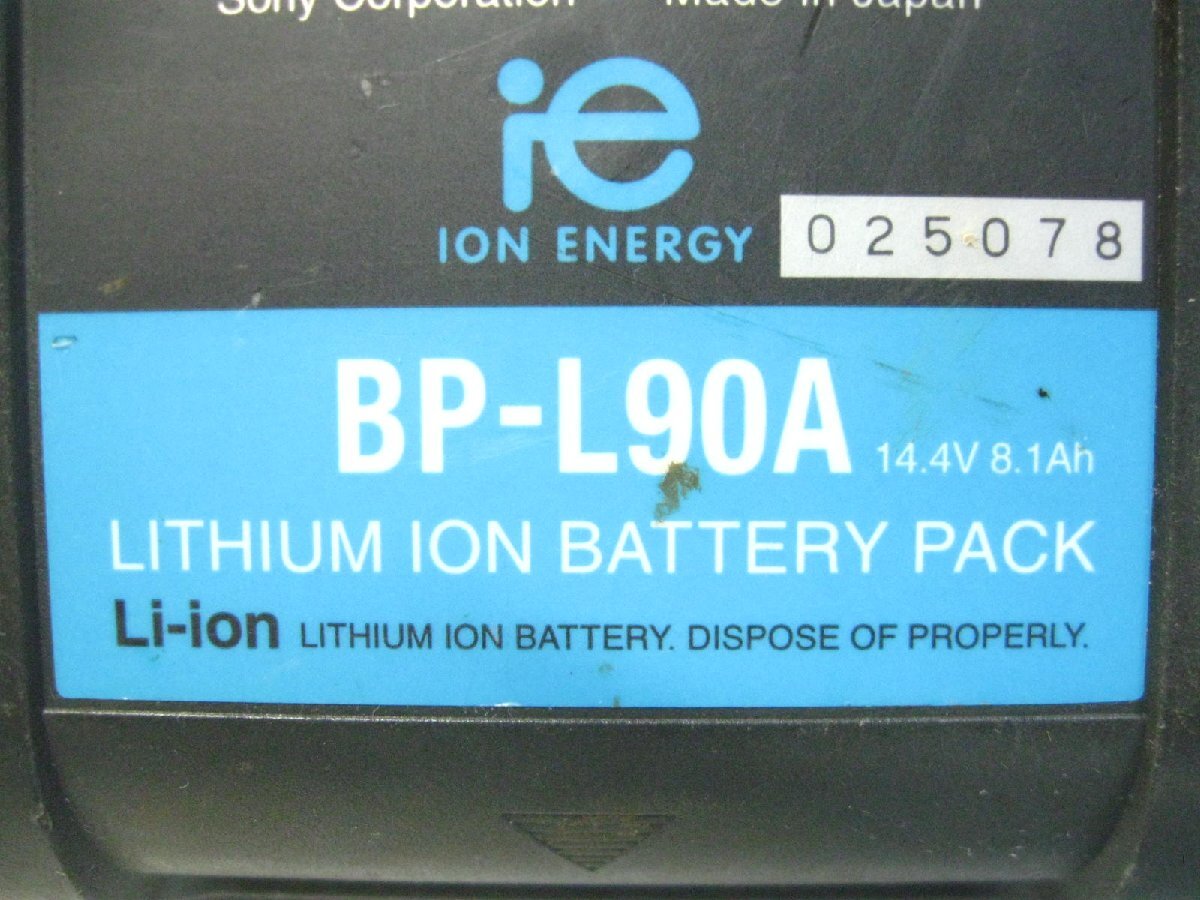 Sony Corporation Made in Japan
ie
ION ENERGY 025078
BP-L90A 14.4V 8.1Ah
LITHIUM ION BATTERY PACK
Li-ion LITHIUM ION BATTERY. DISPOSE OF PROPERLY.